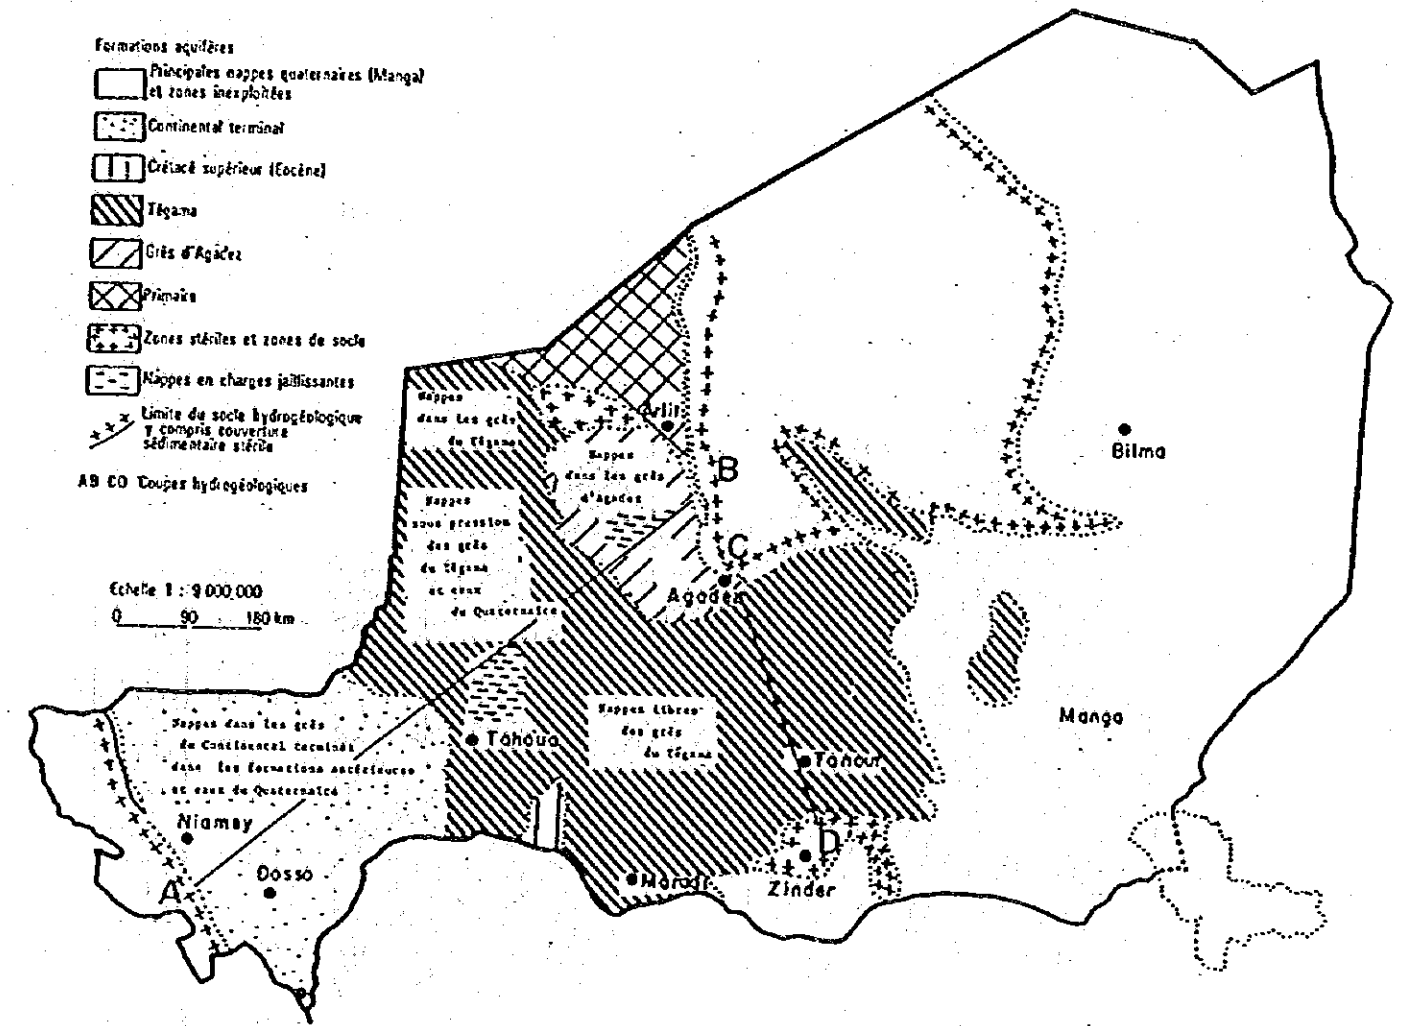 Formations aquifères
Principales nappes quaternaires (Manga)
et zones inexploitées
Continental terminal
Crétacé supérieur (Eocène)
Tégama
Grès d'Agadez
Primaire
Zones stériles et zones de socle
Nappes en charges jaillissantes
Limite du socle hydrogéologique
y compris couverture
sédimentaire stérile
AB CD Coupes hydrogéologiques
Echelle 1 : 9 000 000
0 90 180 km
Nappes
dans les grès
du Tégama
Arlit
Nappes
dans les grès
d'Agadez
B
Bilma
Nappes
sous pression
des grès
du Tégama
et eaux
du Quaternaire
C
Agadez
Nappes dans les grès
du Continental terminal
dans les formations antérieures
et eaux du Quaternaire
Tahoua
Nappes libres
des grès
du Tégama
Manga
Tanout
Niamey
A
Dosso
Maradi
D
Zinder